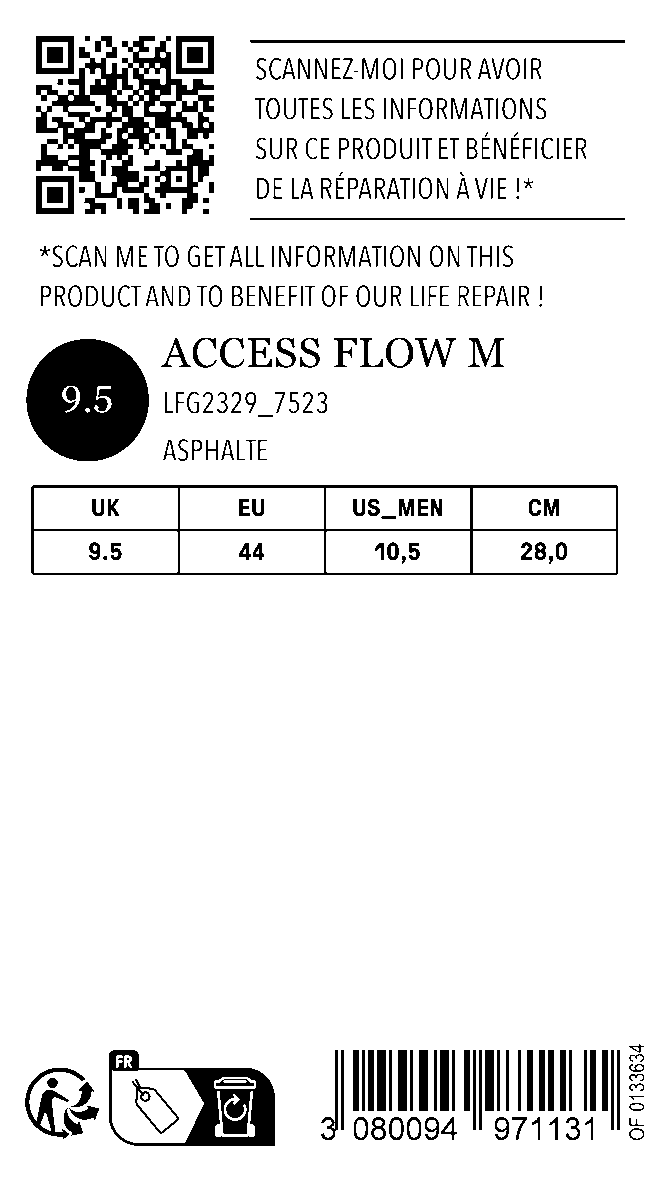 SCANNEZ-MOI POUR AVOIR
TOUTES LES INFORMATIONS
SUR CE PRODUIT ET BÉNÉFICIER
DE LA RÉPARATION À VIE !*
*SCAN ME TO GET ALL INFORMATION ON THIS
PRODUCT AND TO BENEFIT OF OUR LIFE REPAIR !
9.5
ACCESS FLOW M
LFG2329_7523
ASPHALTE
UK EU US_MEN CM
9.5 44 10,5 28,0
FR
3 080094 971131
OF 0133634